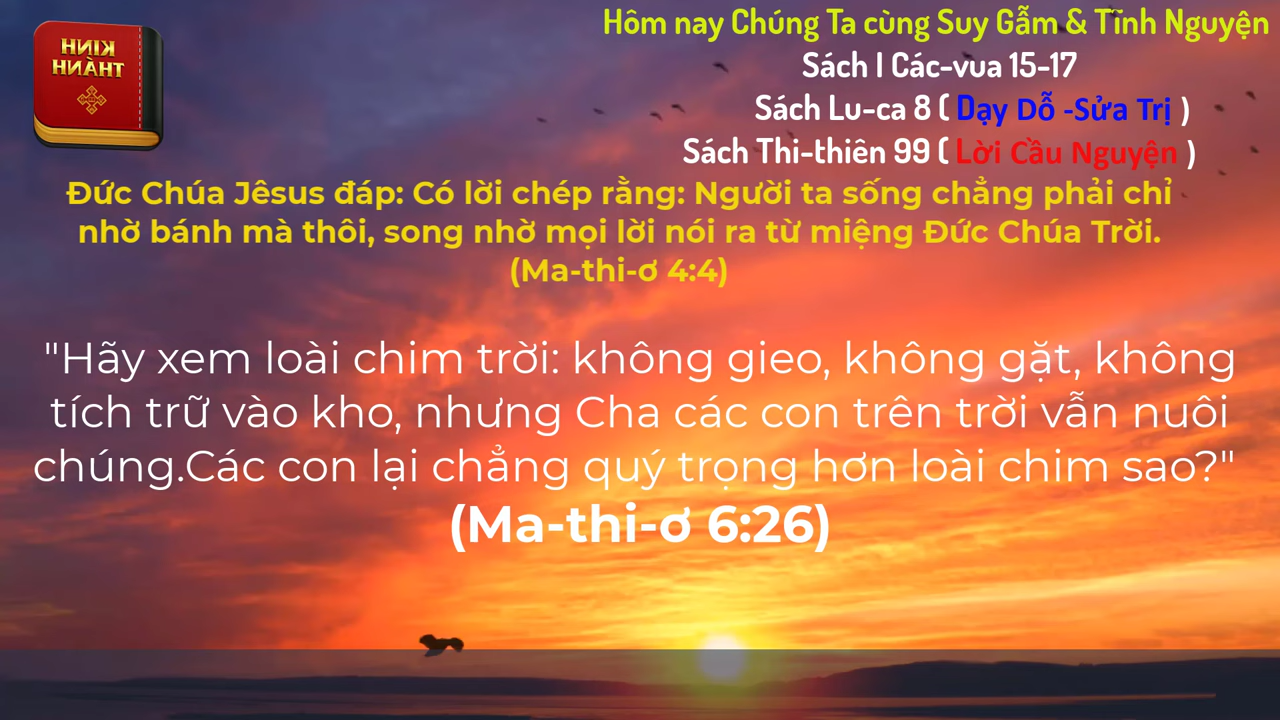 KINH
THÀNH
Hôm nay Chúng Ta cùng Suy Gẫm & Tĩnh Nguyện
Sách I Các-vua 15-17
Sách Lu-ca 8 ( Dạy Dỗ -Sửa Trị )
Sách Thi-thiên 99 ( Lời Cầu Nguyện )
Đức Chúa Jêsus đáp: Có lời chép rằng: Người ta sống chẳng phải chỉ
nhờ bánh mà thôi, song nhờ mọi lời nói ra từ miệng Đức Chúa Trời.
(Ma-thi-ơ 4:4)
"Hãy xem loài chim trời: không gieo, không gặt, không
tích trữ vào kho, nhưng Cha các con trên trời vẫn nuôi
chúng.Các con lại chẳng quý trọng hơn loài chim sao?"
(Ma-thi-ơ 6:26)